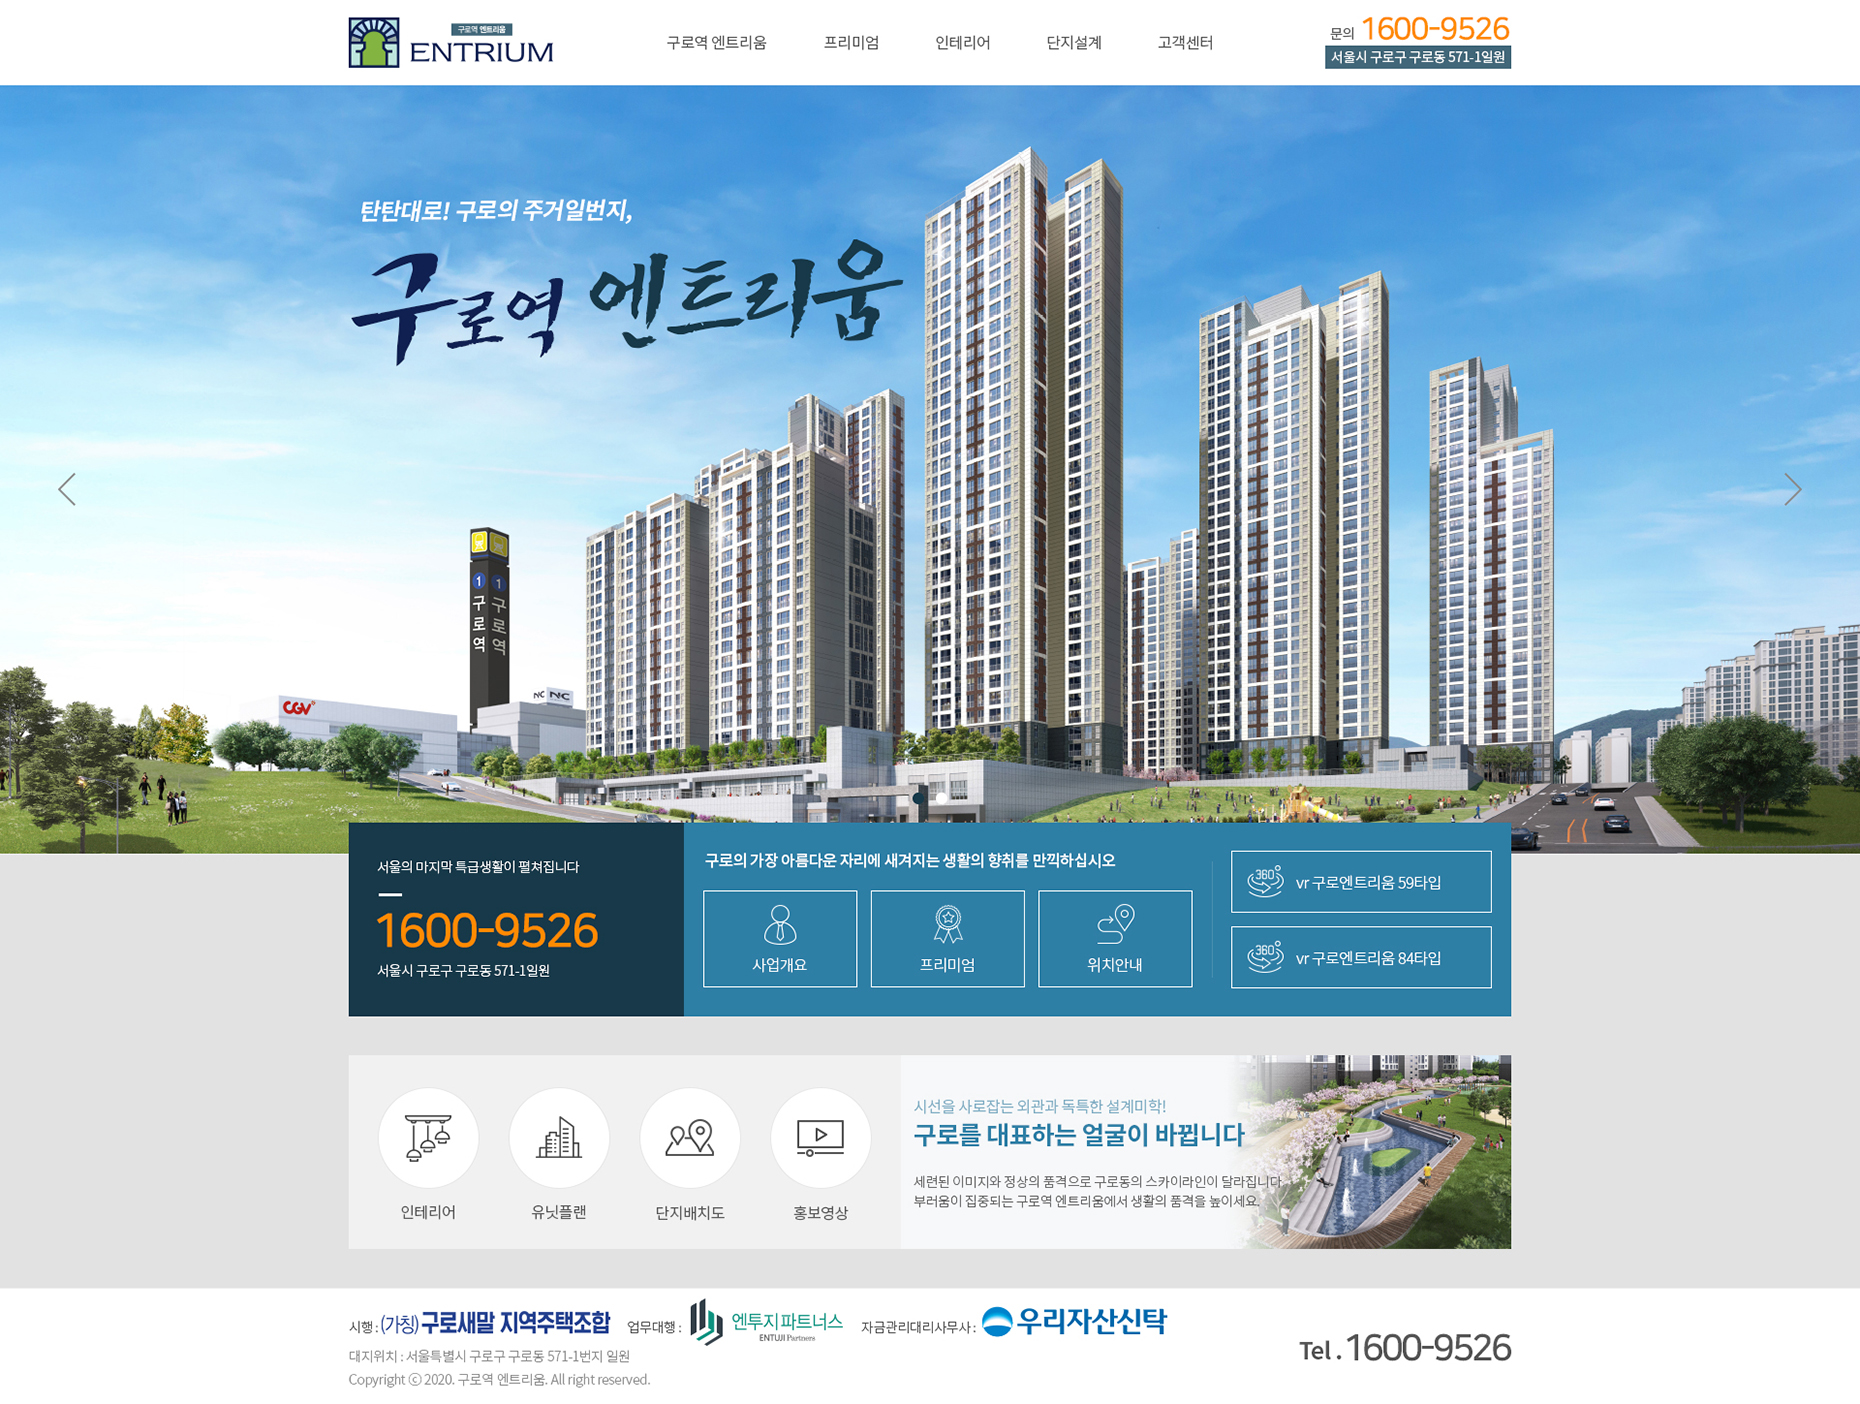 구로역 엔트리움
ENTRIUM
구로역 엔트리움
프리미엄
인테리어
단지설계
고객센터
문의 1600-9526
서울시 구로구 구로동 571-1일원
탄탄대로! 구로의 주거일번지,
구로역 엔트리움
1 1
구로역 구로역
CGV
NC NC
서울의 마지막 특급생활이 펼쳐집니다
1600-9526
서울시 구로구 구로동 571-1일원
구로의 가장 아름다운 자리에 새겨지는 생활의 향취를 만끽하십시오
사업개요
프리미엄
위치안내
360° vr 구로엔트리움 59타입
360° vr 구로엔트리움 84타입
인테리어
유닛플랜
단지배치도
홍보영상
시선을 사로잡는 외관과 독특한 설계미학!
구로를 대표하는 얼굴이 바뀝니다
세련된 이미지와 정상의 품격으로 구로동의 스카이라인이 달라집니다.
부러움이 집중되는 구로역 엔트리움에서 생활의 품격을 높이세요.
시행 : (가칭)구로새말 지역주택조합 업무대행 : 엔투지파트너스 ENTUJI Partners 자금관리대리사무사 : 우리자산신탁
대지위치 : 서울특별시 구로구 구로동 571-1번지 일원
Copyright ⓒ 2020. 구로역 엔트리움. All right reserved.
Tel . 1600-9526